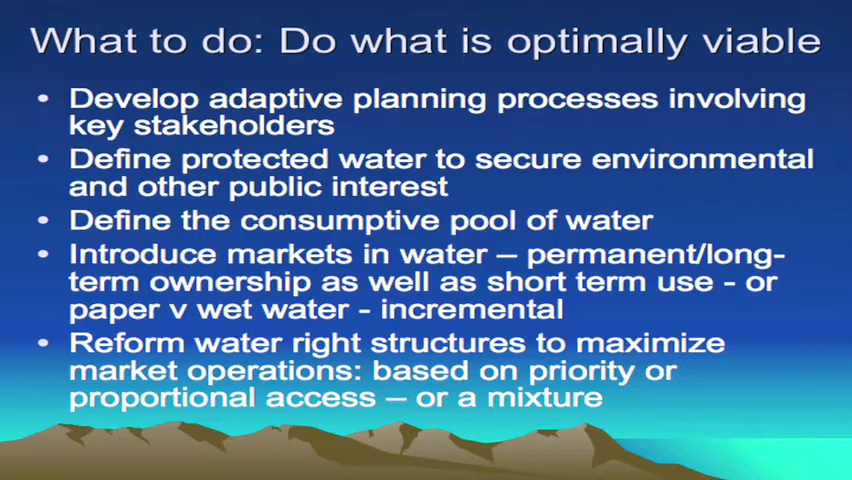 What to do: Do what is optimally viable
• Develop adaptive planning processes involving
key stakeholders
• Define protected water to secure environmental
and other public interest
• Define the consumptive pool of water
• Introduce markets in water – permanent/long-
term ownership as well as short term use - or
paper v wet water - incremental
• Reform water right structures to maximize
market operations: based on priority or
proportional access – or a mixture